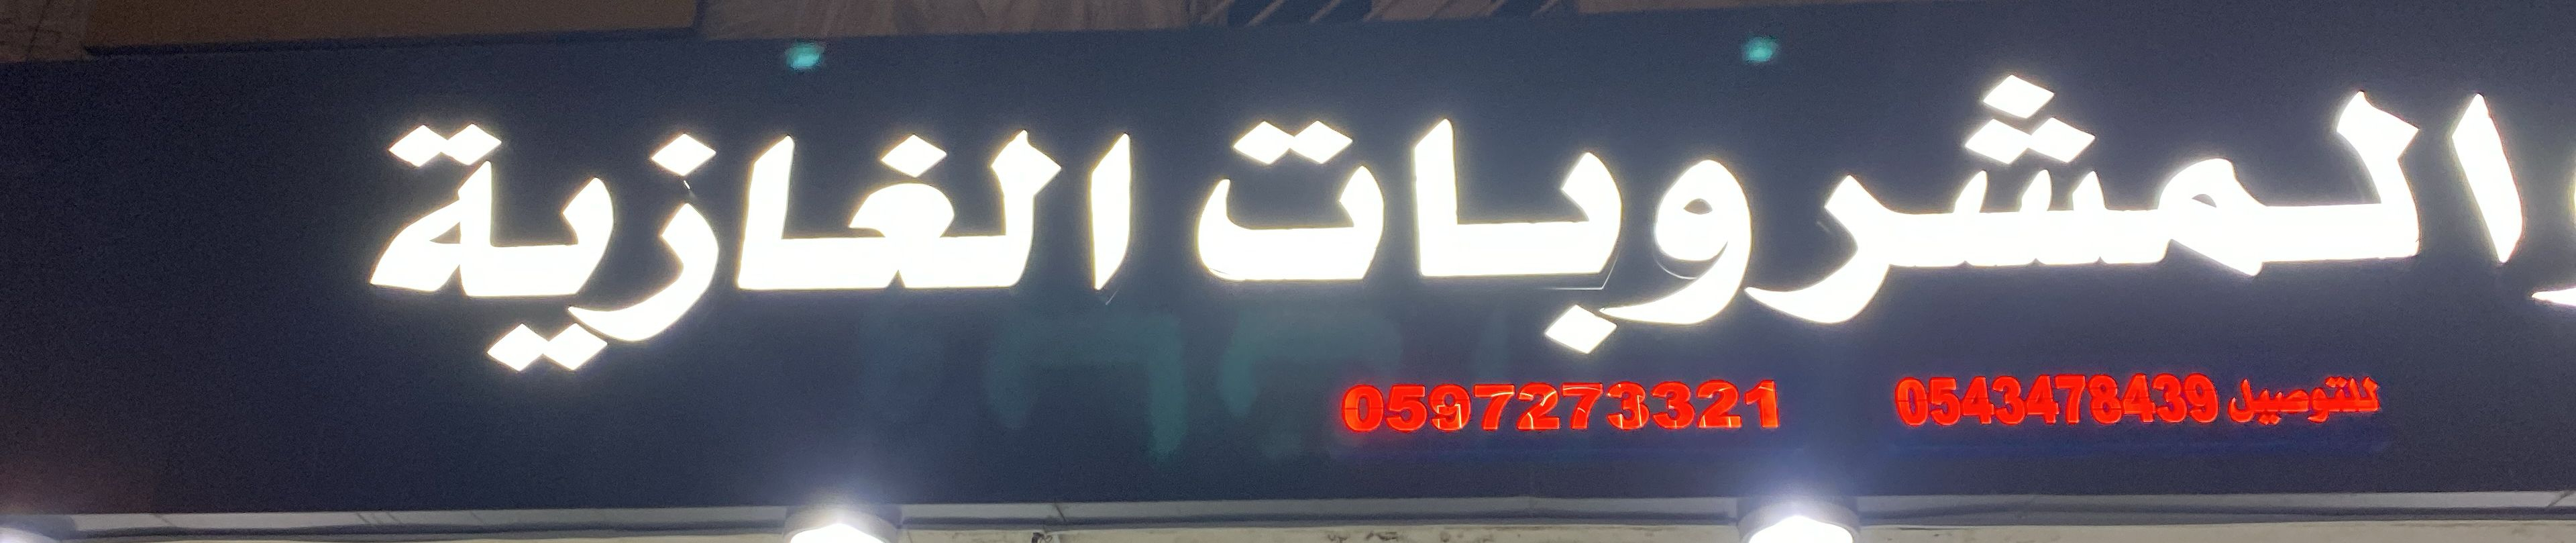 المشروبات الغازية
للتوصيل 0543478439 0597273321